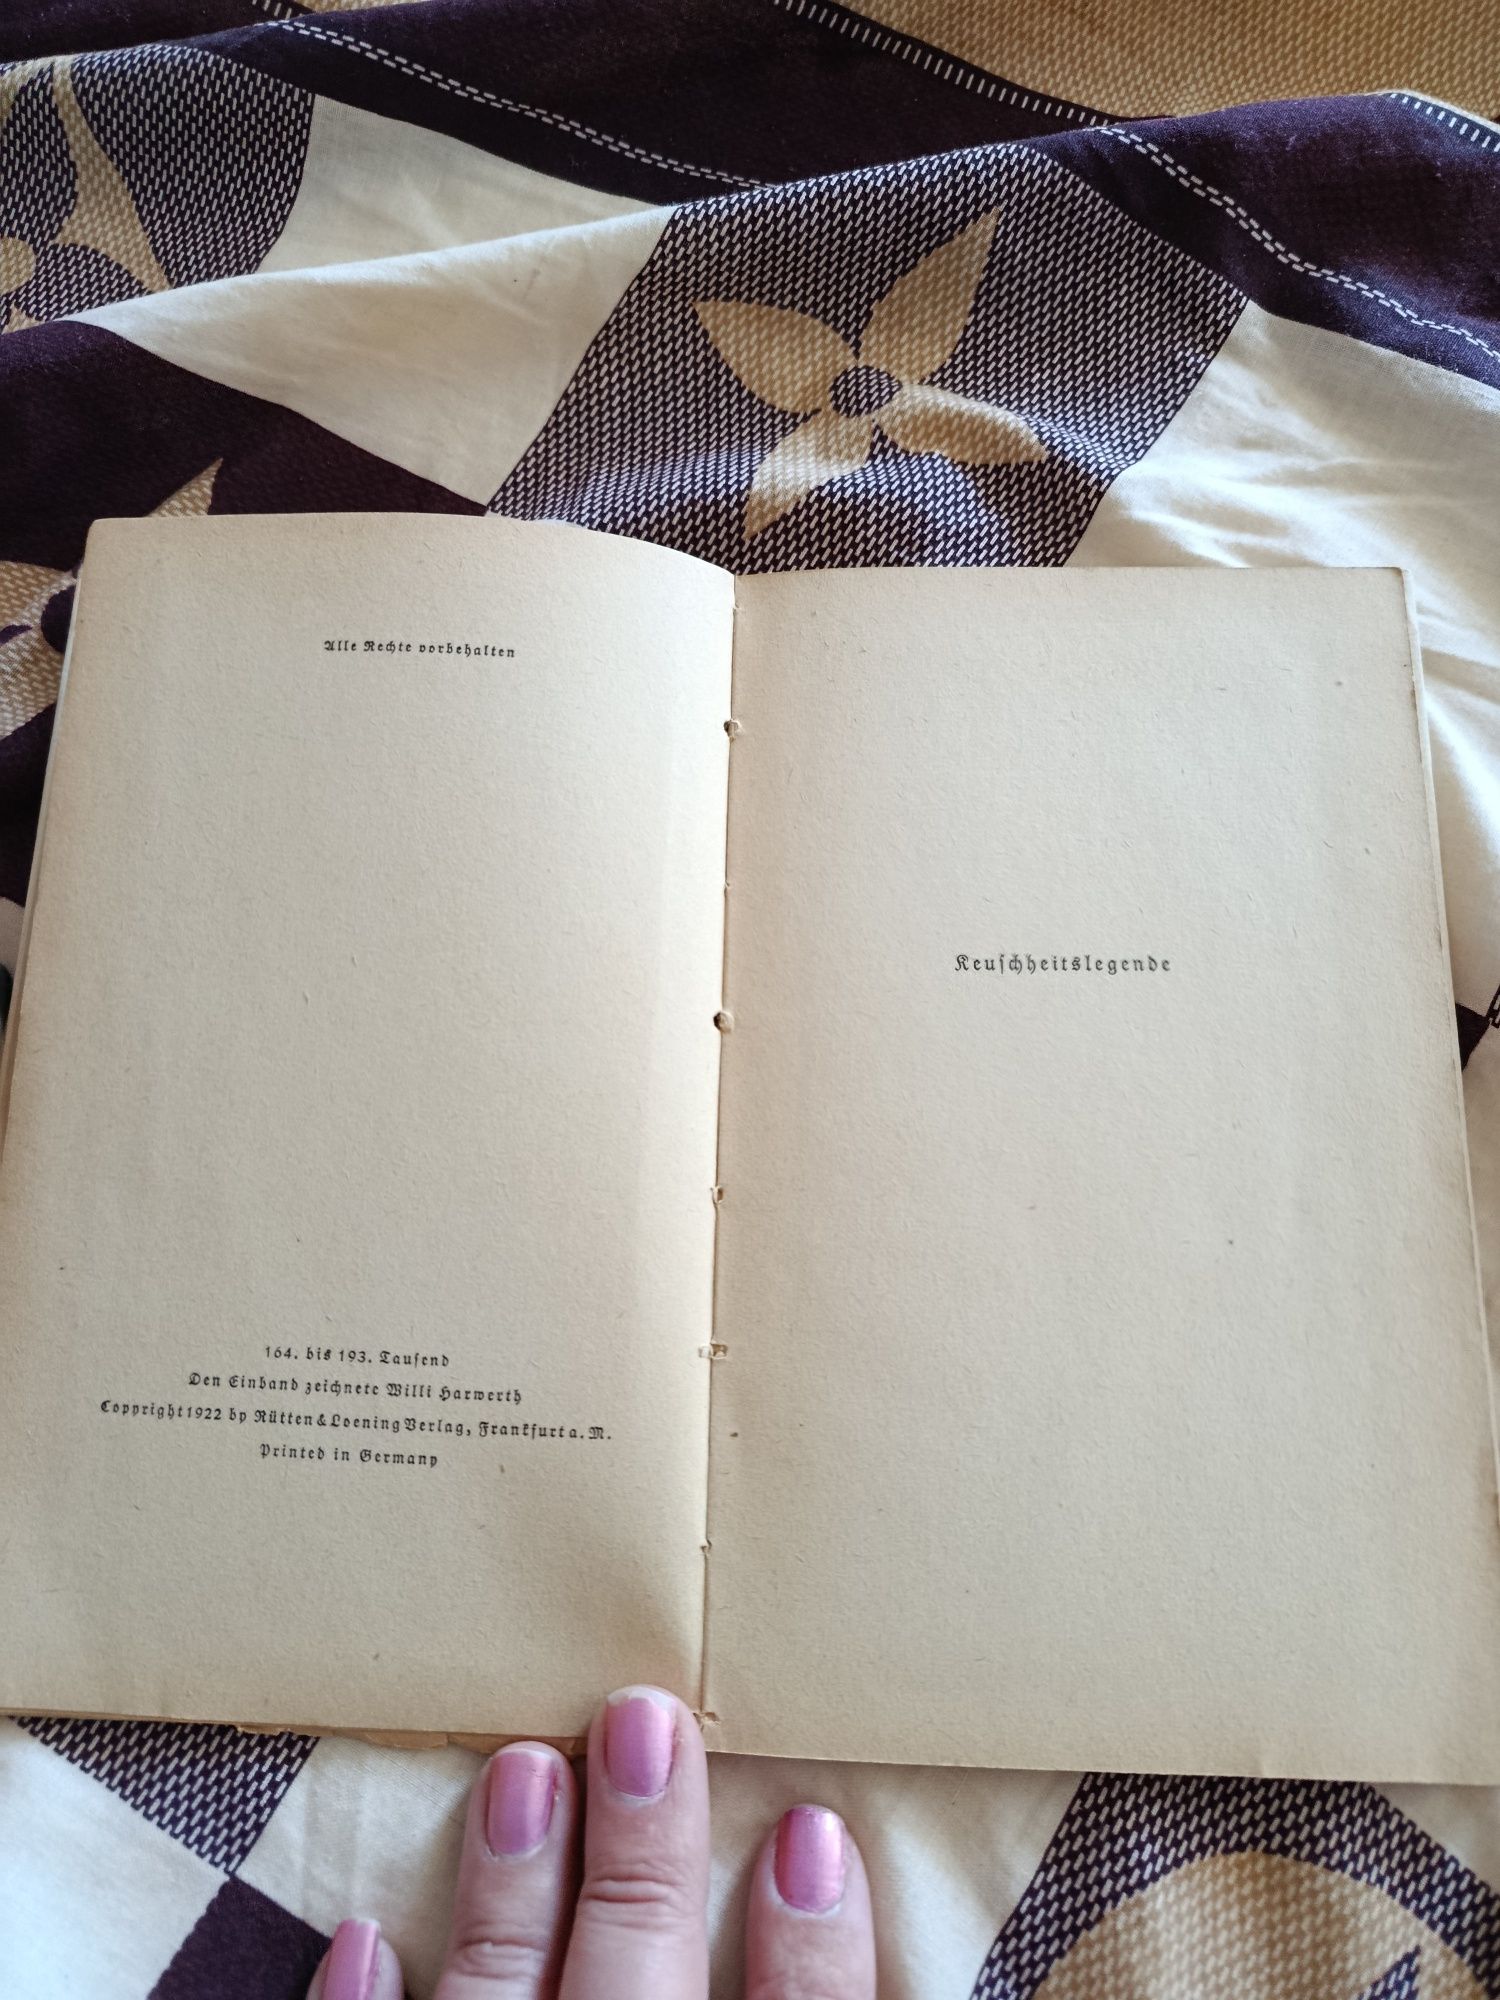 Alle Rechte vorbehalten
164. bis 193. Tauſend
Den Einband zeichnete Willi Harwerth
Copyright 1922 by Rütten & Loening Verlag, Frankfurt a. M.
Printed in Germany
Keuſchheitslegende